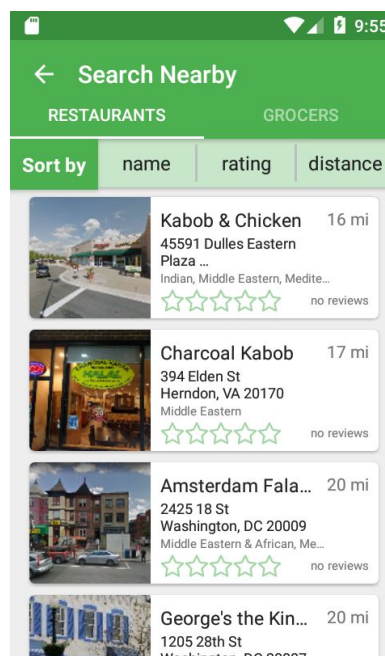 9:55
Search Nearby
RESTAURANTS GROCERS
Sort by name rating distance
Kabob & Chicken 16 mi
45591 Dulles Eastern
Plaza ...
Indian, Middle Eastern, Medite...
no reviews
Charcoal Kabob 17 mi
394 Elden St
Herndon, VA 20170
Middle Eastern
no reviews
CHARCOAL KABAB
HALAL
Amsterdam Fala... 20 mi
2425 18 St
Washington, DC 20009
Middle Eastern & African, Me...
no reviews
George's the Kin... 20 mi
1205 28th St